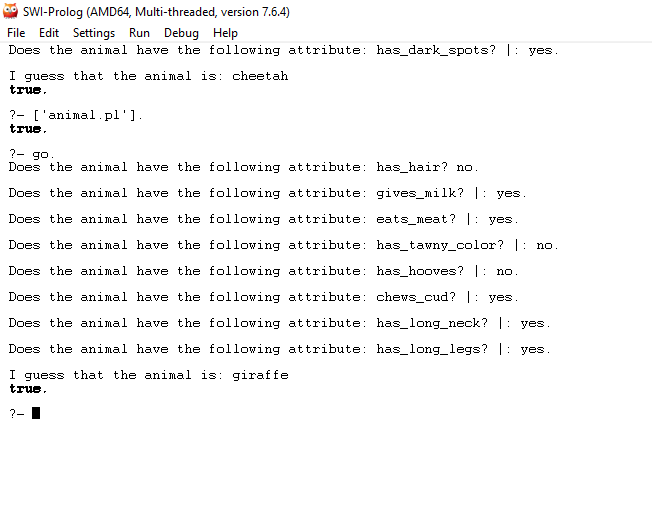 SWI-Prolog (AMD64, Multi-threaded, version 7.6.4)
File Edit Settings Run Debug Help
Does the animal have the following attribute: has_dark_spots? |: yes.
I guess that the animal is: cheetah
true.
?- ['animal.pl'].
true.
?- go.
Does the animal have the following attribute: has_hair? no.
Does the animal have the following attribute: gives_milk? |: yes.
Does the animal have the following attribute: eats_meat? |: yes.
Does the animal have the following attribute: has_tawny_color? |: no.
Does the animal have the following attribute: has_hooves? |: no.
Does the animal have the following attribute: chews_cud? |: yes.
Does the animal have the following attribute: has_long_neck? |: yes.
Does the animal have the following attribute: has_long_legs? |: yes.
I guess that the animal is: giraffe
true.
?-